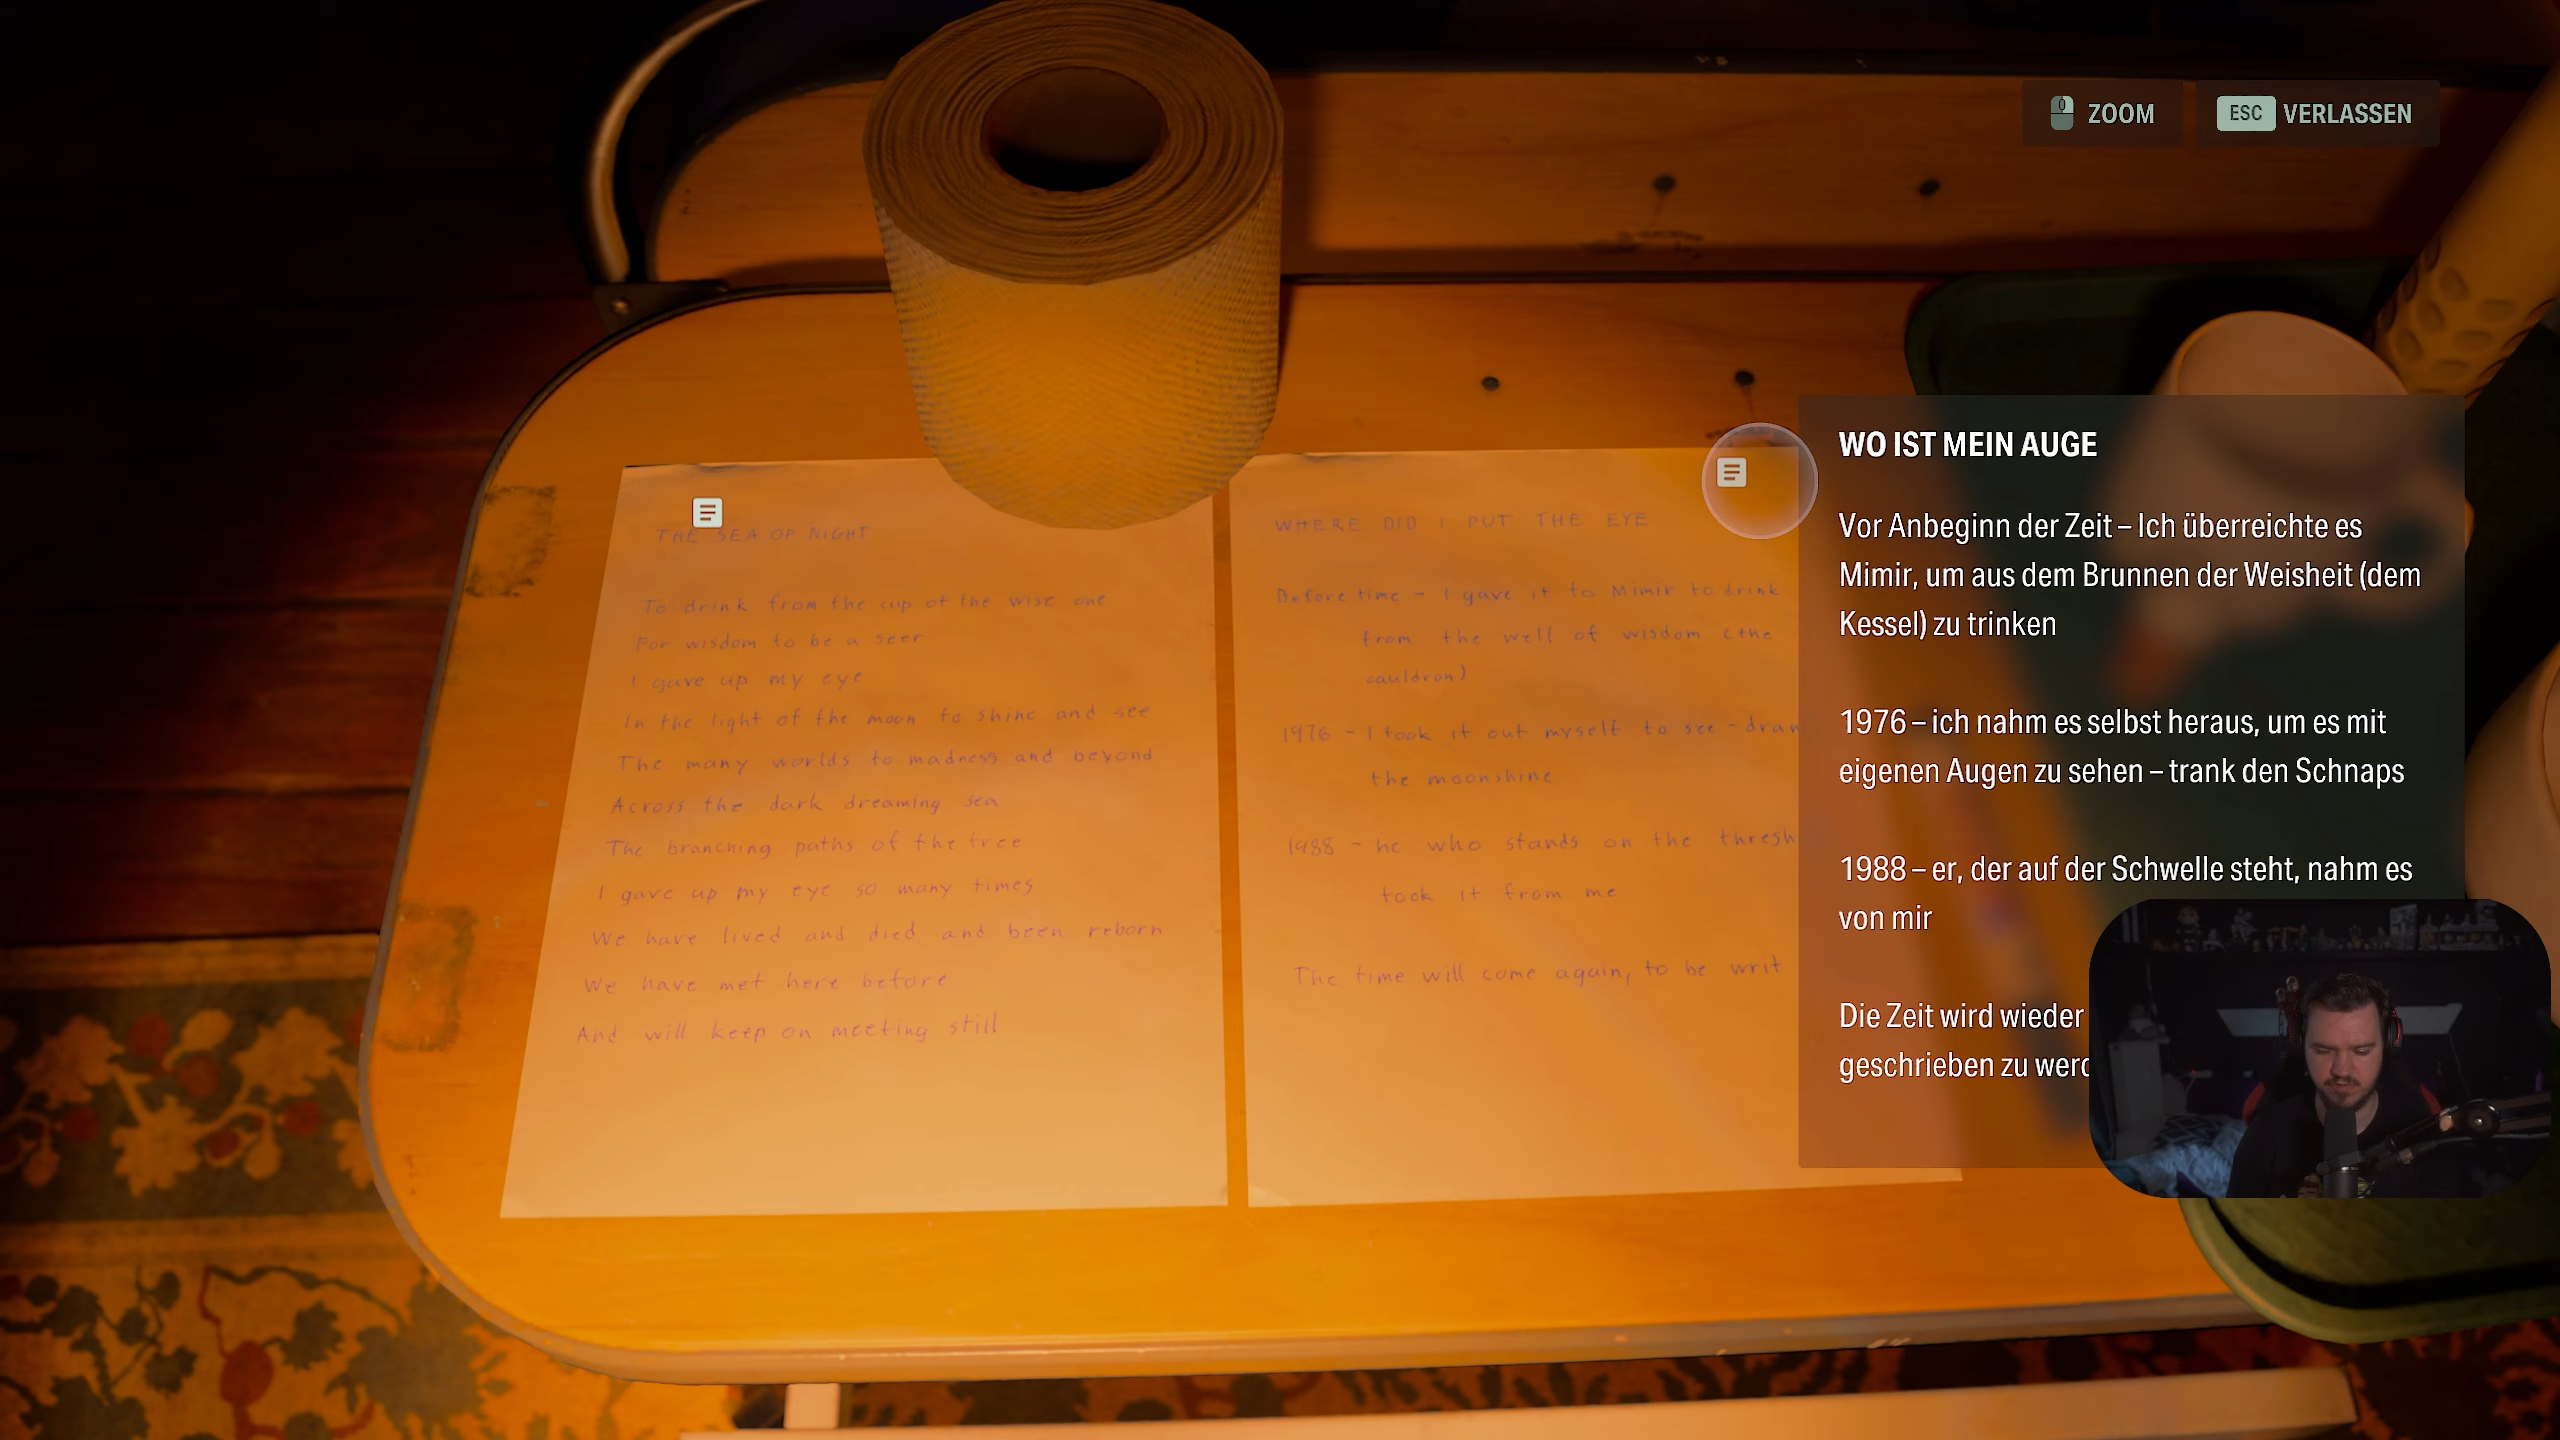 ZOOM
ESC VERLASSEN
THE SEA OF NIGHT
To drink from the cup of the wise one
For wisdom to be a seer
I gave up my eye
In the light of the moon to shine and see
The many worlds to madness and beyond
Across the dark dreaming sea
The branching paths of the tree
I gave up my eye so many times
We have lived and died and been reborn
We have met here before
And will keep on meeting still
WHERE DID I PUT THE EYE
Before time - I gave it to Mimir to drink
from the well of wisdom (the
cauldron)
1976 - I took it out myself to see - dran
the moonshine
1988 - he who stands on the thresh
took it from me
The time will come again, to be writ
WO IST MEIN AUGE
Vor Anbeginn der Zeit – Ich überreichte es
Mimir, um aus dem Brunnen der Weisheit (dem
Kessel) zu trinken
1976 – ich nahm es selbst heraus, um es mit
eigenen Augen zu sehen – trank den Schnaps
1988 – er, der auf der Schwelle steht, nahm es
von mir
Die Zeit wird wieder
geschrieben zu werd